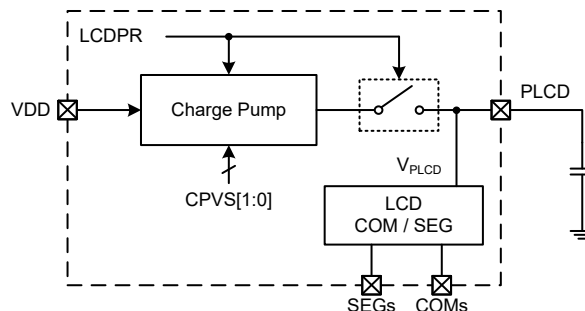 LCDPR
VDD
Charge Pump
PLCD
CPVS[1:0]
VPLCD
LCD
COM / SEG
SEGs COMs